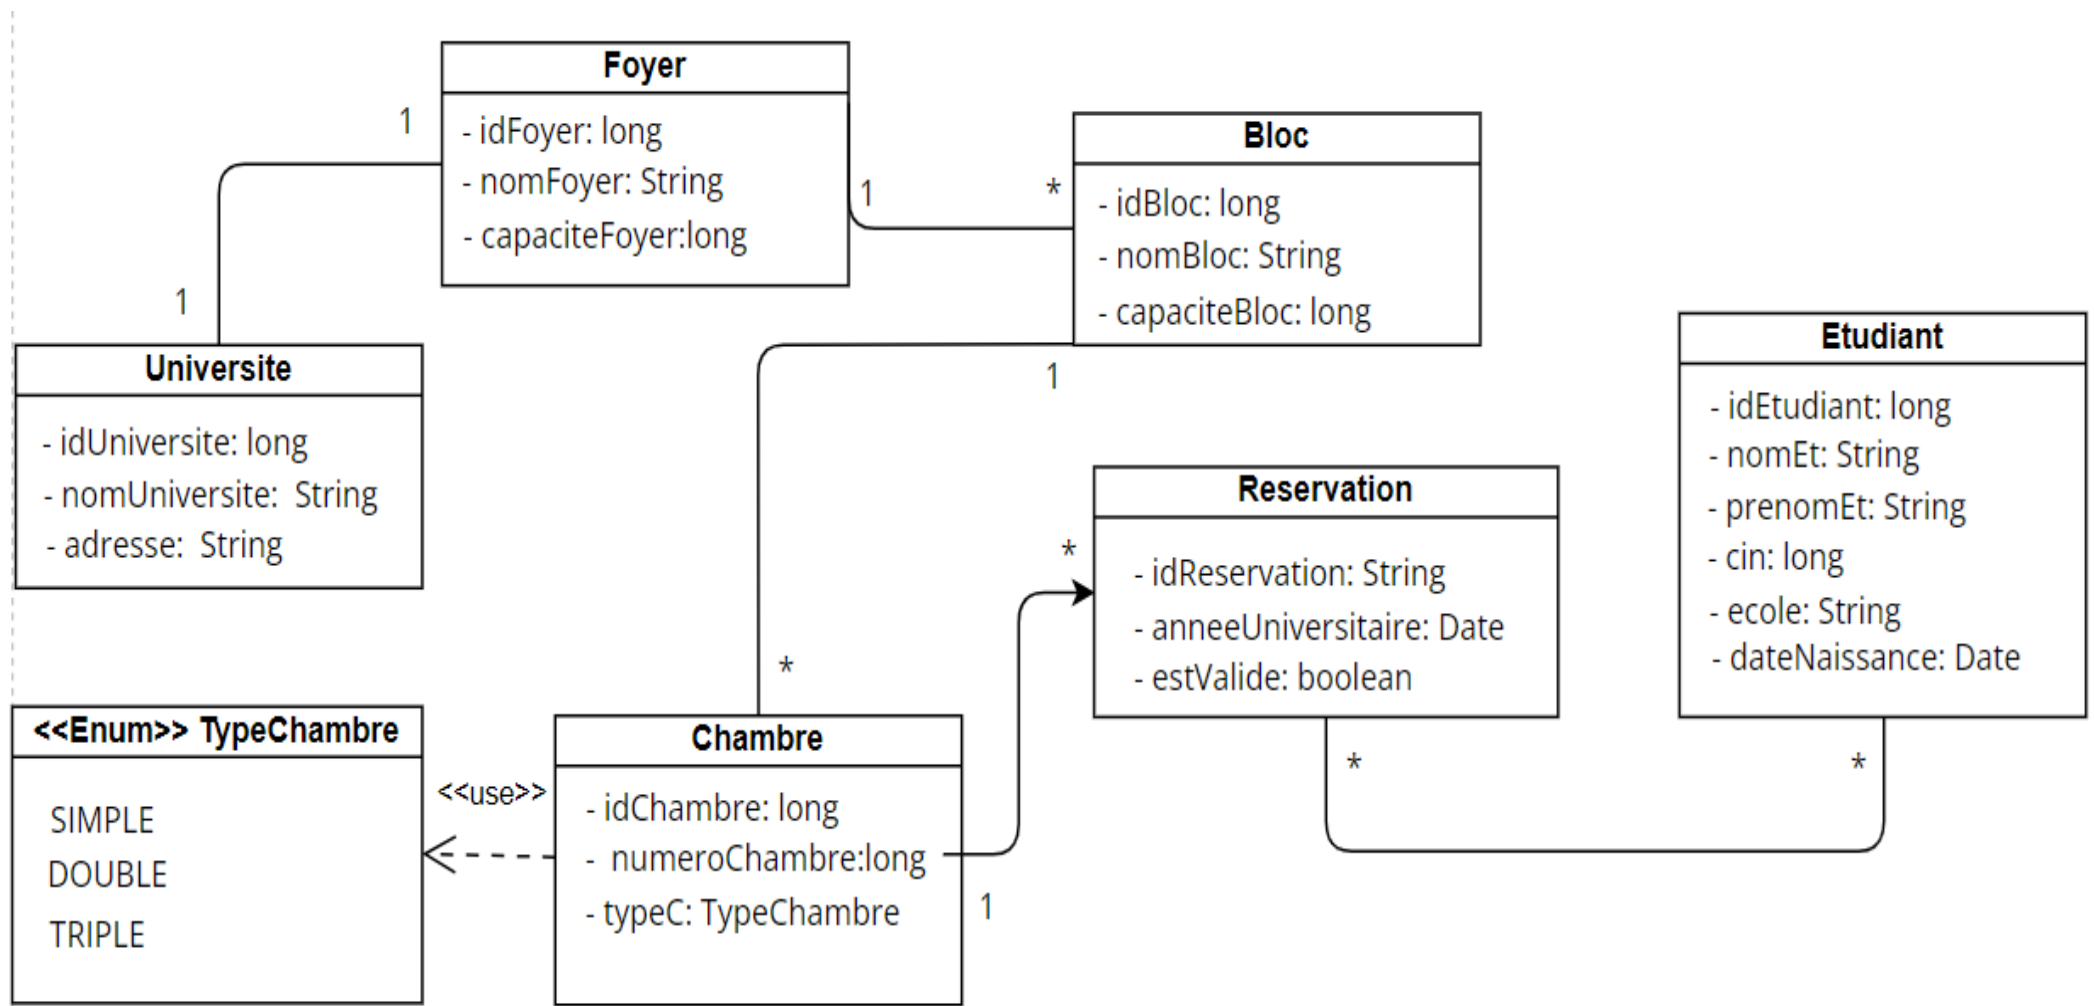 Foyer
- idFoyer: long
- nomFoyer: String
- capaciteFoyer:long
1
1
1
*
Bloc
- idBloc: long
- nomBloc: String
- capaciteBloc: long
1
*
Universite
- idUniversite: long
- nomUniversite: String
- adresse: String
Etudiant
- idEtudiant: long
- nomEt: String
- prenomEt: String
- cin: long
- ecole: String
- dateNaissance: Date
Reservation
- idReservation: String
- anneeUniversitaire: Date
- estValide: boolean
*
*
*
<<Enum>> TypeChambre
SIMPLE
DOUBLE
TRIPLE
<<use>>
Chambre
- idChambre: long
- numeroChambre:long
- typeC: TypeChambre
1